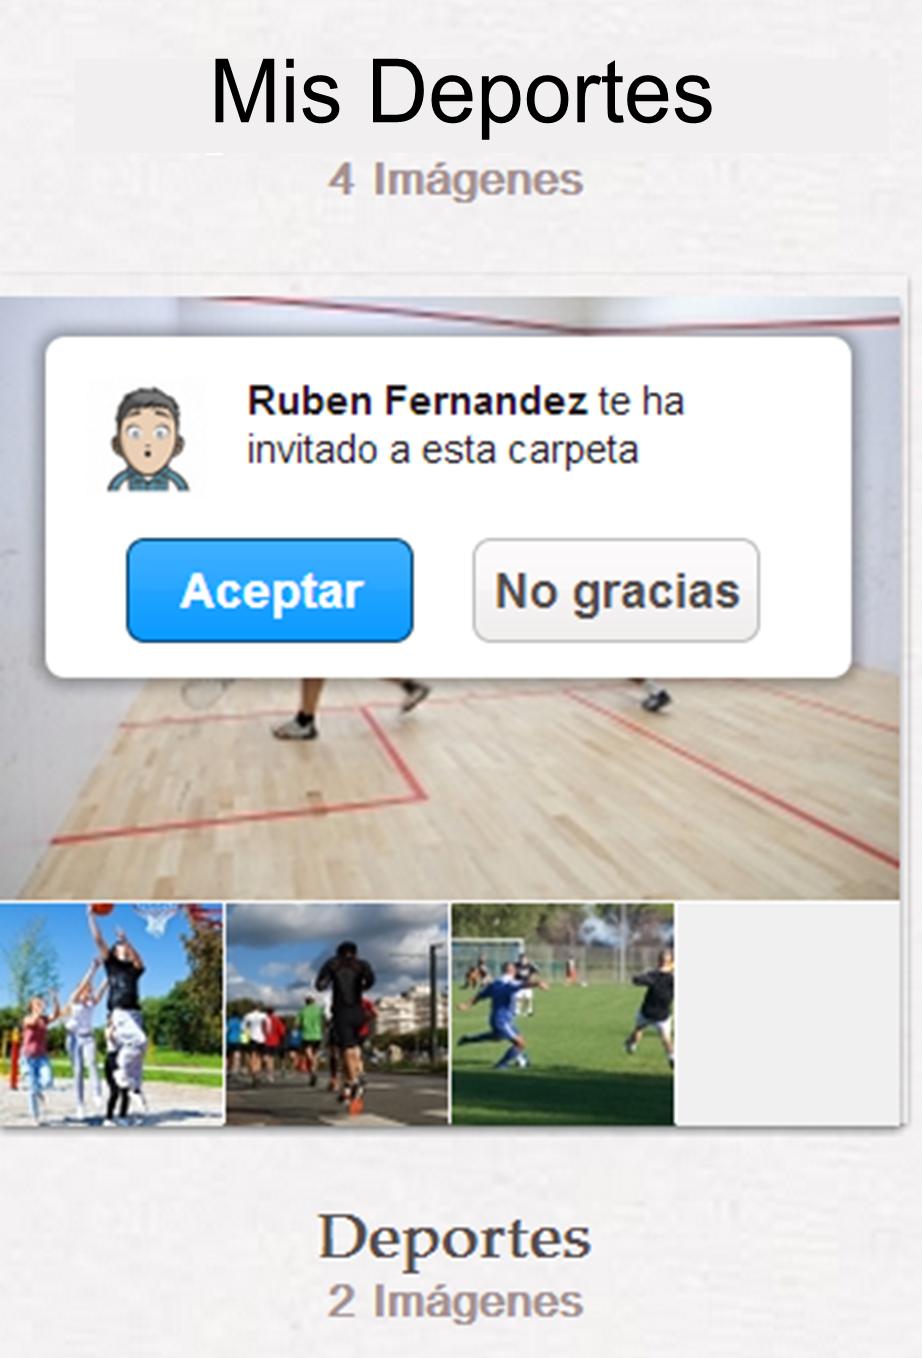 Mis Deportes
4 Imágenes
Ruben Fernandez te ha
invitado a esta carpeta
Aceptar
No gracias
Deportes
2 Imágenes